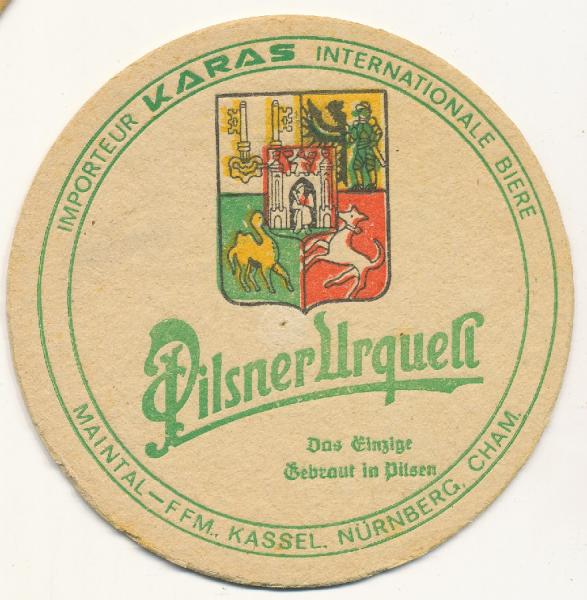 IMPORTEUR KARAS INTERNATIONALE BIERE
Pilsner Urquell
Das Einzige
Gebraut in Pilsen
MAINTAL—FFM., KASSEL, NÜRNBERG, CHAM.